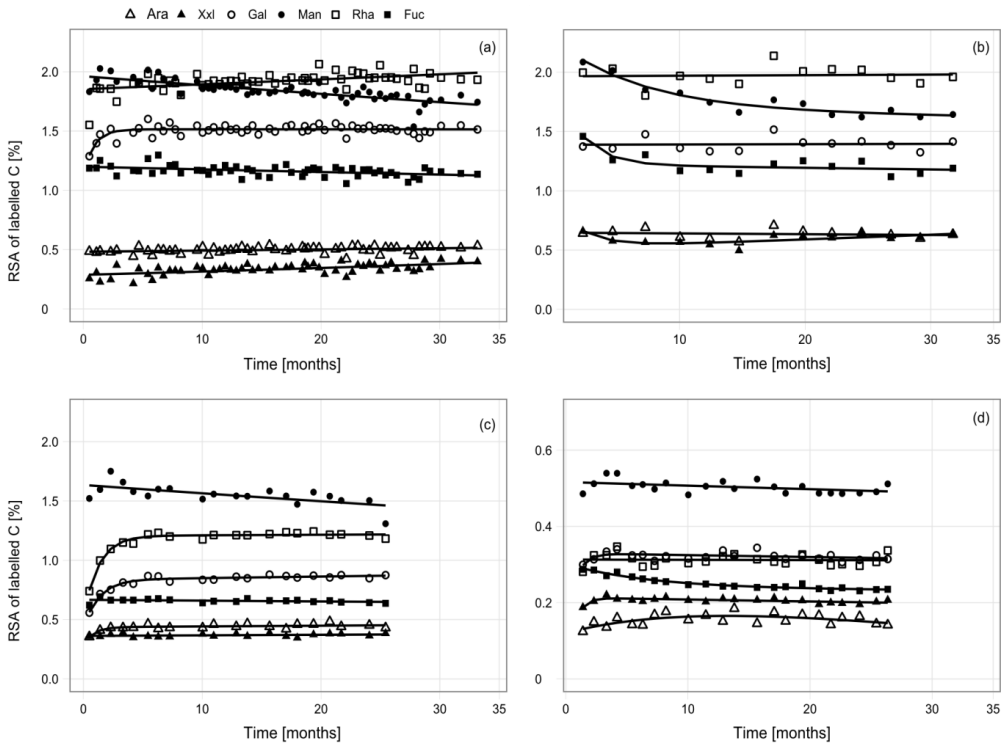 Ara Xxl Gal Man Rha Fuc
(a)
2.0
1.5
1.0
0.5
0
RSA of labelled C [%]
0 10 20 30 35
Time [months]
(b)
2.0
1.5
1.0
0.5
0.0
0 10 20 30 35
Time [months]
(c)
2.0
1.5
1.0
0.5
0
RSA of labelled C [%]
0 10 20 30 35
Time [months]
(d)
0.6
0.4
0.2
0
0 10 20 30 35
Time [months]